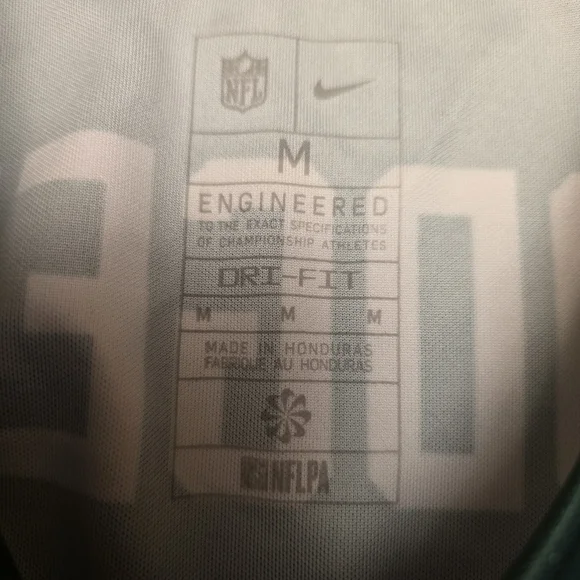 NFL
M
ENGINEERED
TO THE EXACT SPECIFICATIONS
OF CHAMPIONSHIP ATHLETES
DRI-FIT
M M M
MADE IN HONDURAS
FABRIQUÉ AU HONDURAS
NFLPA